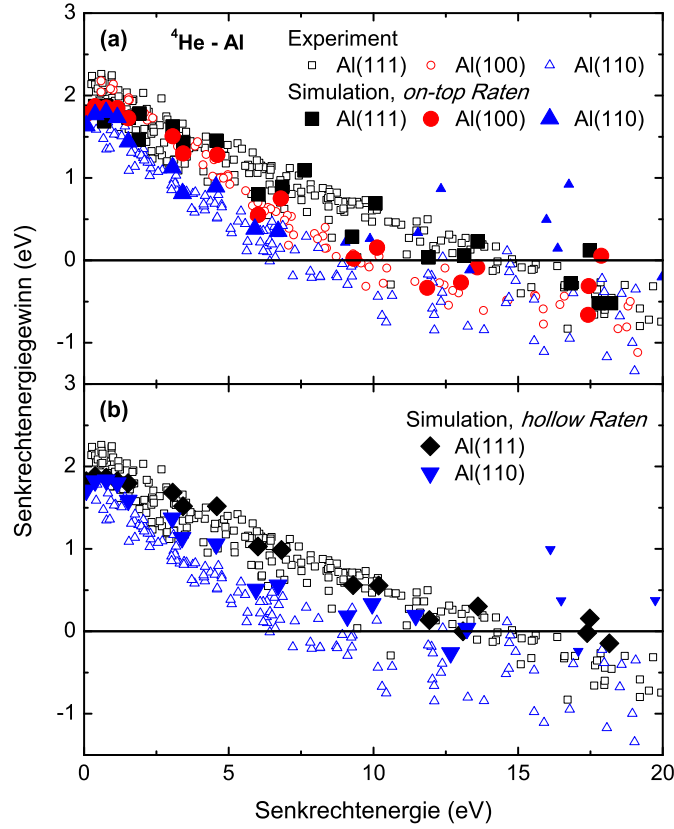 3
(a)
⁴He - Al
Experiment
Al(111) Al(100) Al(110)
Simulation, on-top Raten
Al(111) Al(100) Al(110)
2
1
0
-1
3
(b)
Simulation, hollow Raten
Al(111)
Al(110)
2
1
0
-1
0 5 10 15 20
Senkrechtenergie (eV)
Senkrechtenergiegewinn (eV)